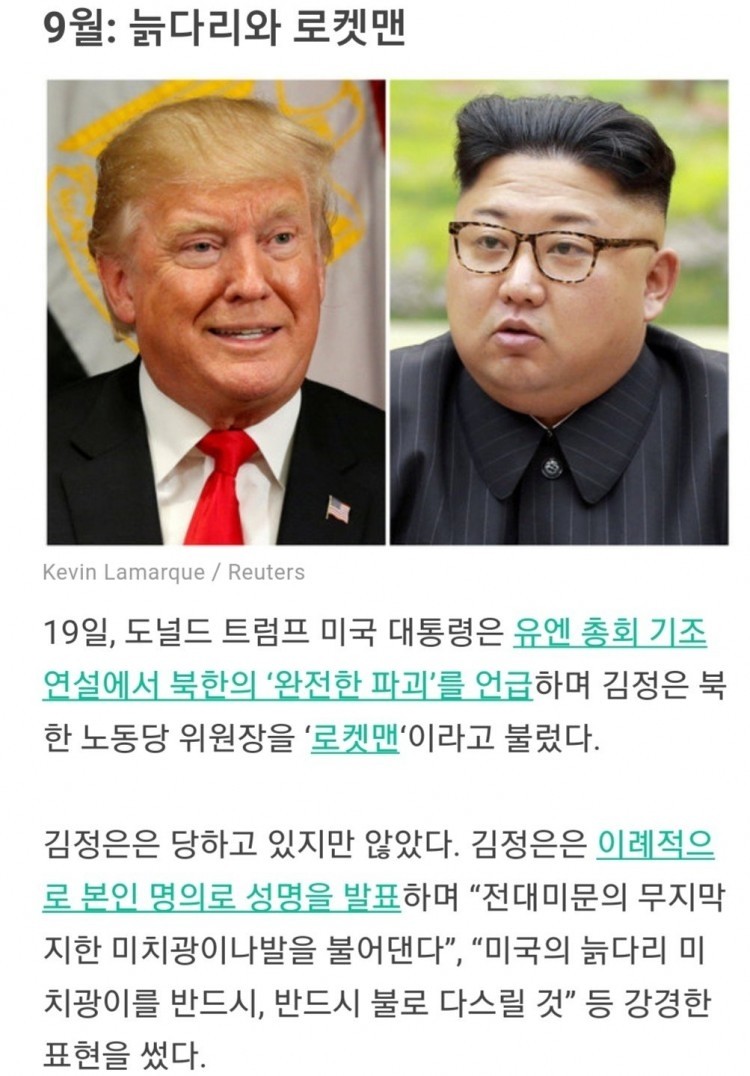 9월: 늙다리와 로켓맨
Kevin Lamarque / Reuters
19일, 도널드 트럼프 미국 대통령은 유엔 총회 기조
연설에서 북한의 ‘완전한 파괴’를 언급하며 김정은 북
한 노동당 위원장을 ‘로켓맨‘이라고 불렀다.
김정은은 당하고 있지만 않았다. 김정은은 이례적으
로 본인 명의로 성명을 발표하며 “전대미문의 무지막
지한 미치광이나발을 불어댄다”, “미국의 늙다리 미
치광이를 반드시, 반드시 불로 다스릴 것” 등 강경한
표현을 썼다.